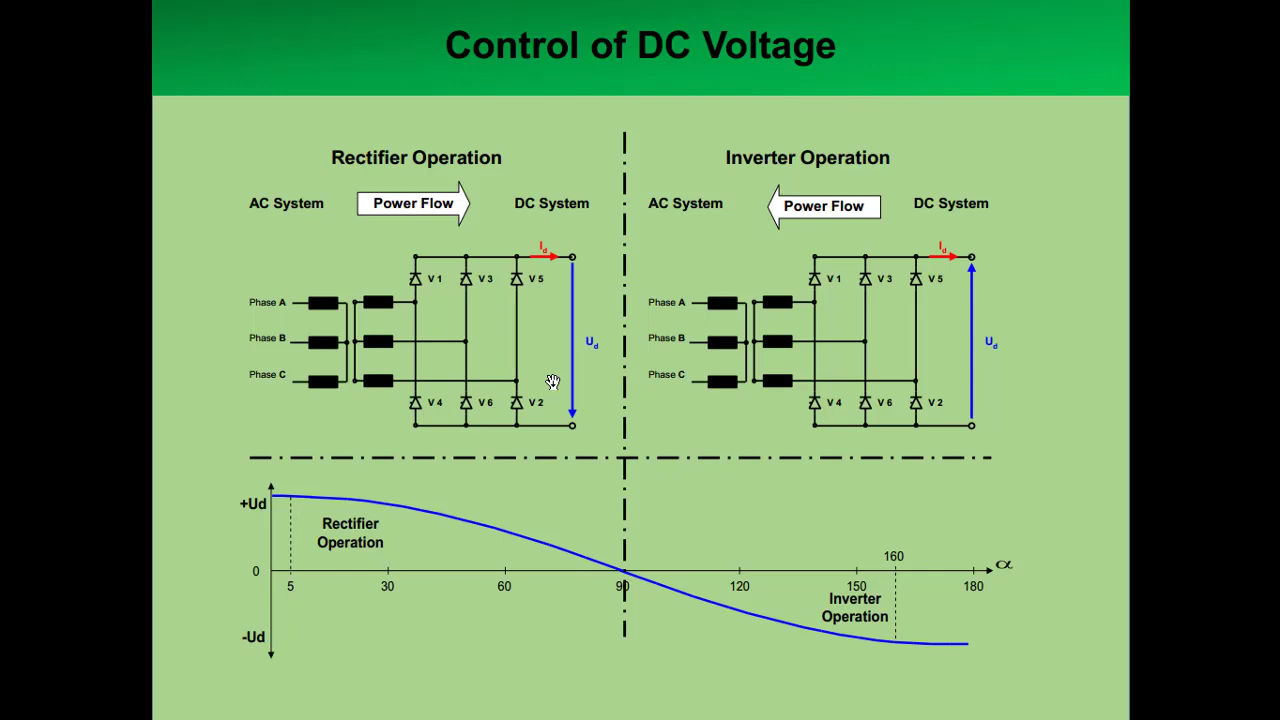 Control of DC Voltage
Rectifier Operation
AC System
Power Flow
DC System
Id
V 1
V 3
V 5
Phase A
Phase B
Phase C
Ud
V 4
V 6
V 2
Inverter Operation
AC System
Power Flow
DC System
Id
V 1
V 3
V 5
Phase A
Phase B
Phase C
Ud
V 4
V 6
V 2
+Ud
Rectifier
Operation
160
0
α
5
30
60
90
120
150
180
Inverter
Operation
-Ud